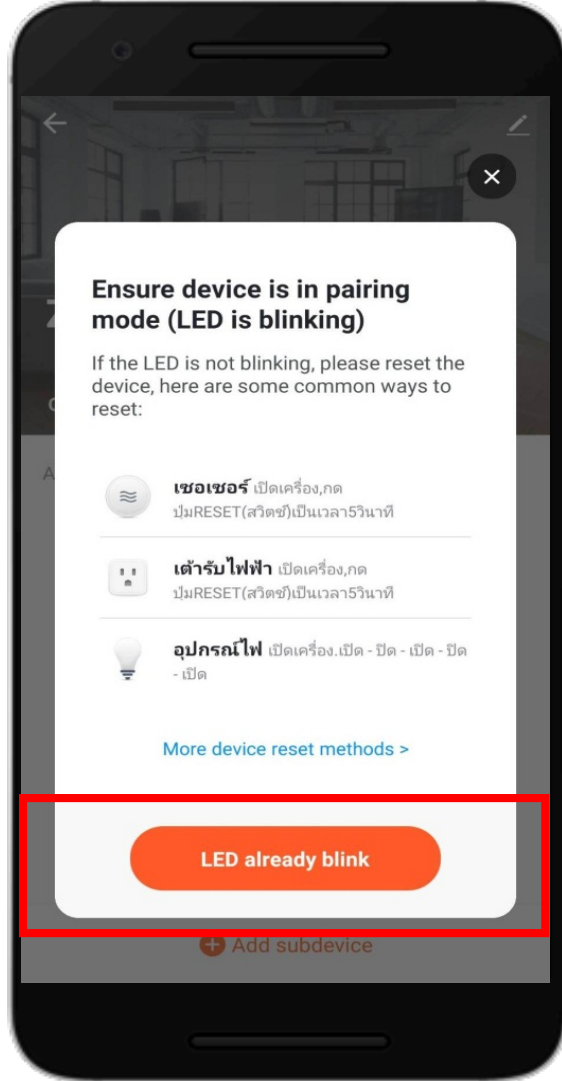 Ensure device is in pairing
mode (LED is blinking)
If the LED is not blinking, please reset the
device, here are some common ways to
reset:
เซอเซอร์ เปิดเครื่อง,กด
ปุ่มRESET(สวิตช์)เป็นเวลา5วินาที
เต้ารับไฟฟ้า เปิดเครื่อง,กด
ปุ่มRESET(สวิตช์)เป็นเวลา5วินาที
อุปกรณ์ไฟ เปิดเครื่อง.เปิด - ปิด - เปิด - ปิด
- เปิด
More device reset methods >
LED already blink
Add subdevice